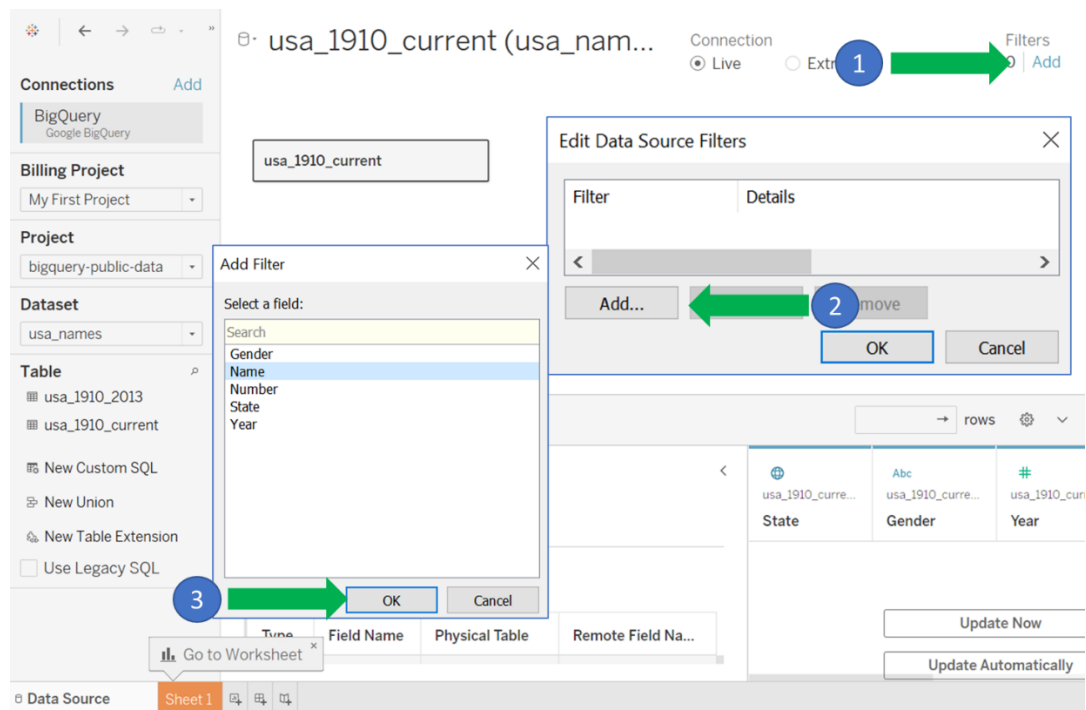 usa_1910_current (usa_nam...
Connection
Live
Extr
1
Filters
0
Add
Connections
Add
BigQuery
Google BigQuery
Billing Project
My First Project
Project
bigquery-public-data
Dataset
usa_names
Table
usa_1910_2013
usa_1910_current
New Custom SQL
New Union
New Table Extension
Use Legacy SQL
usa_1910_current
Edit Data Source Filters
Filter
Details
Add...
2
move
OK
Cancel
Add Filter
Select a field:
Search
Gender
Name
Number
State
Year
3
OK
Cancel
rows
usa_1910_curre...
State
Abc
usa_1910_curre...
Gender
#
usa_1910_cur
Year
Update Now
Update Automatically
Type
Field Name
Physical Table
Remote Field Na...
Go to Worksheet
Data Source
Sheet 1